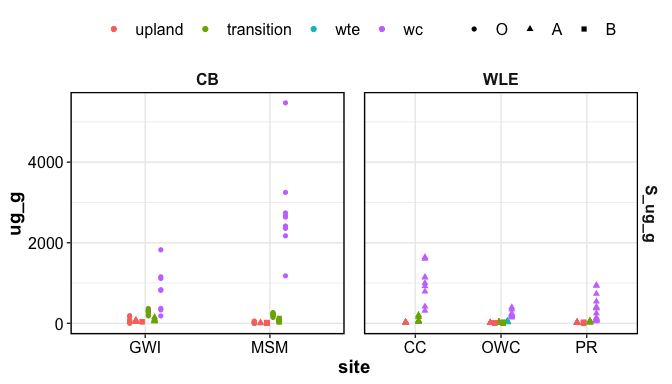 upland transition wte wc O A B
CB WLE
4000
2000
0
ug_g
S_ug_g
GWI MSM CC OWC PR
site